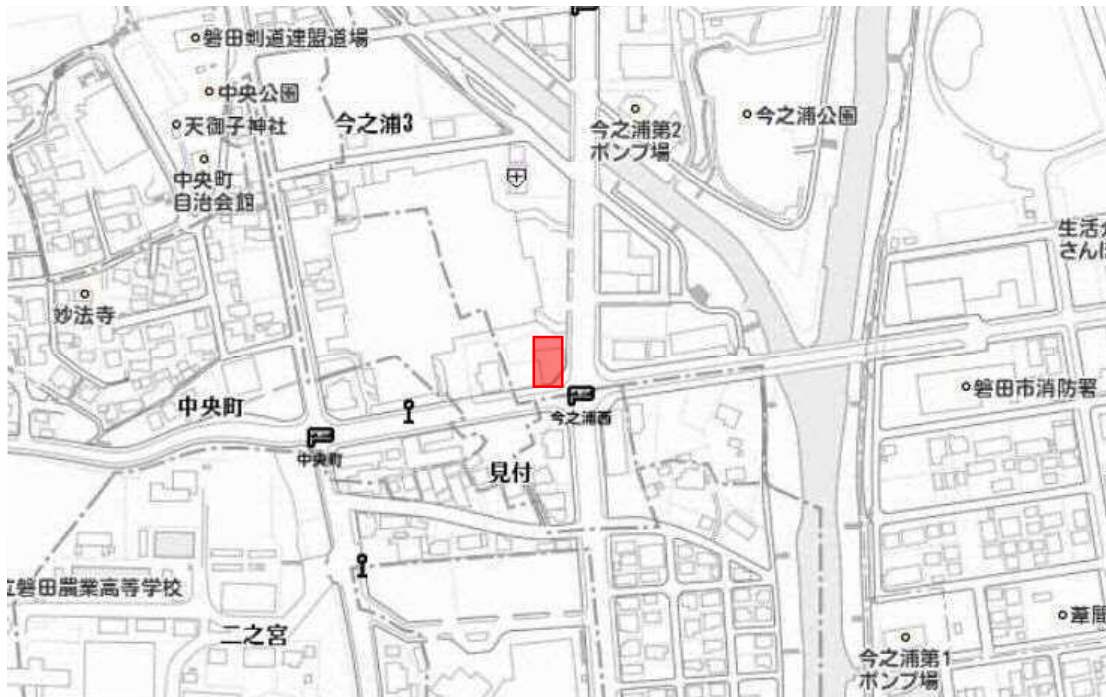 磐田剣道連盟道場
中央公園
天御子神社
今之浦3
中央町
自治会館
今之浦第2
ポンプ場
今之浦公園
妙法寺
中央町
中央町
今之浦西
見付
磐田市消防署
立磐田農業高等学校
二之宮
今之浦第1
ポンプ場